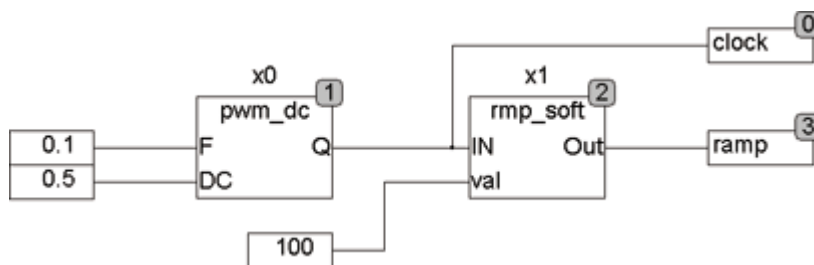 0
clock
x0
x1
1
2
pwm_dc
rmp_soft
3
0.1
F
Q
IN
Out
ramp
0.5
DC
val
100